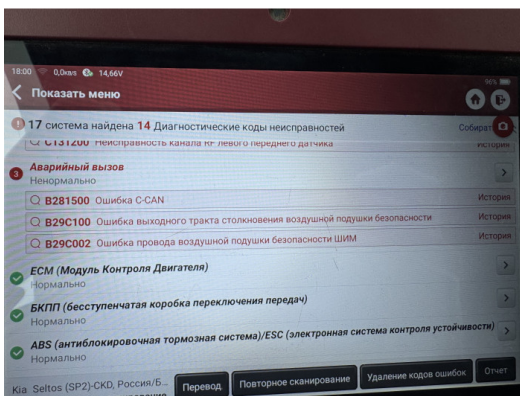 18:00 0,0кв/s 14,66V 96%
Показать меню
17 система найдена 14 Диагностические коды неисправностей
C131200 Неисправность канала RF левого переднего датчика История
3 Аварийный вызов
Ненормально
B281500 Ошибка C-CAN История
B29C100 Ошибка выходного тракта столкновения воздушной подушки безопасности История
B29C002 Ошибка провода воздушной подушки безопасности ШИМ История
ECM (Модуль Контроля Двигателя)
Нормально
БКПП (бесступенчатая коробка переключения передач)
Нормально
ABS (антиблокировочная тормозная система)/ESC (электронная система контроля устойчивости)
Нормально
Kia Seltos (SP2)-CKD, Россия/Б...
Перевод Повторное сканирование Удаление кодов ошибок Отчет